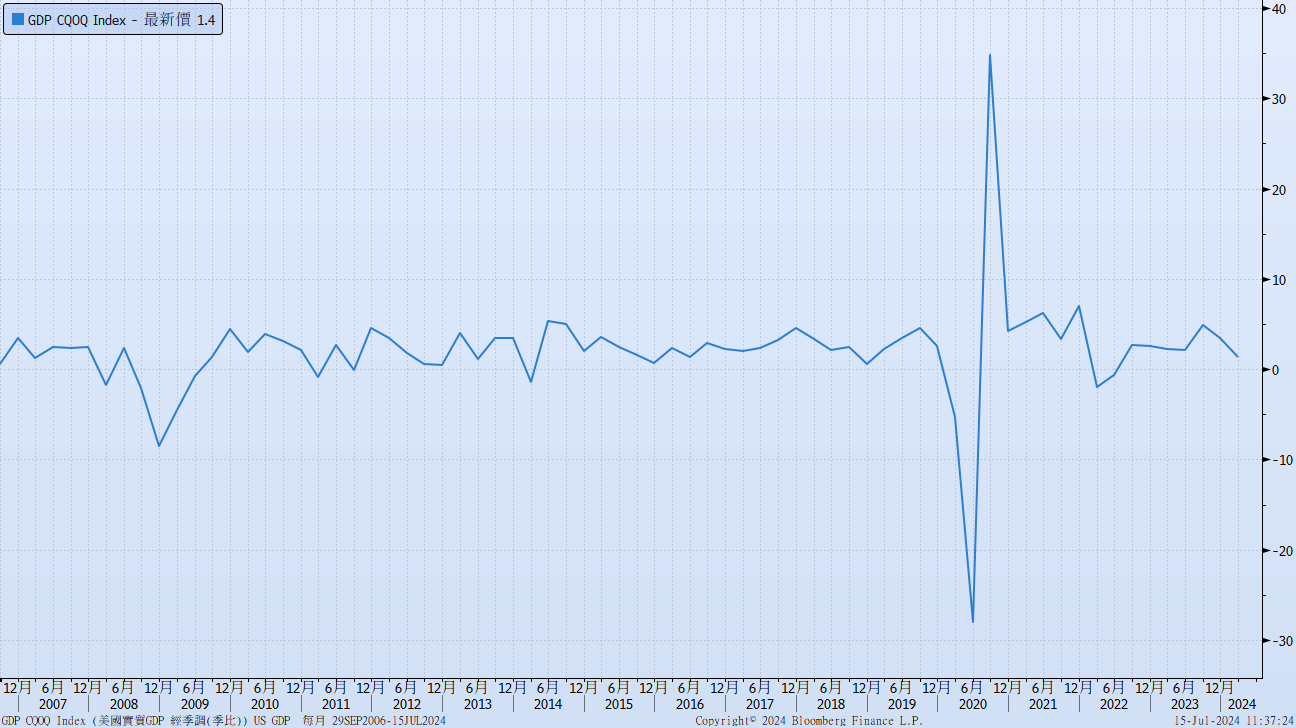 GDP CQOQ Index - 最新價 1.4
40
30
20
10
0
-10
-20
-30
12月 6月 12月 6月 12月 6月 12月 6月 12月 6月 12月 6月 12月 6月 12月 6月 12月 6月 12月 6月 12月 6月 12月 6月 12月 6月 12月 6月 12月 6月 12月 6月 12月 6月 12月
2007 2008 2009 2010 2011 2012 2013 2014 2015 2016 2017 2018 2019 2020 2021 2022 2023 2024
GDP CQOQ Index (美國實質GDP 經季調(季比)) US GDP 每月 29SEP2006-15JUL2024 Copyright© 2024 Bloomberg Finance L.P. 15-Jul-2024 11:37:24